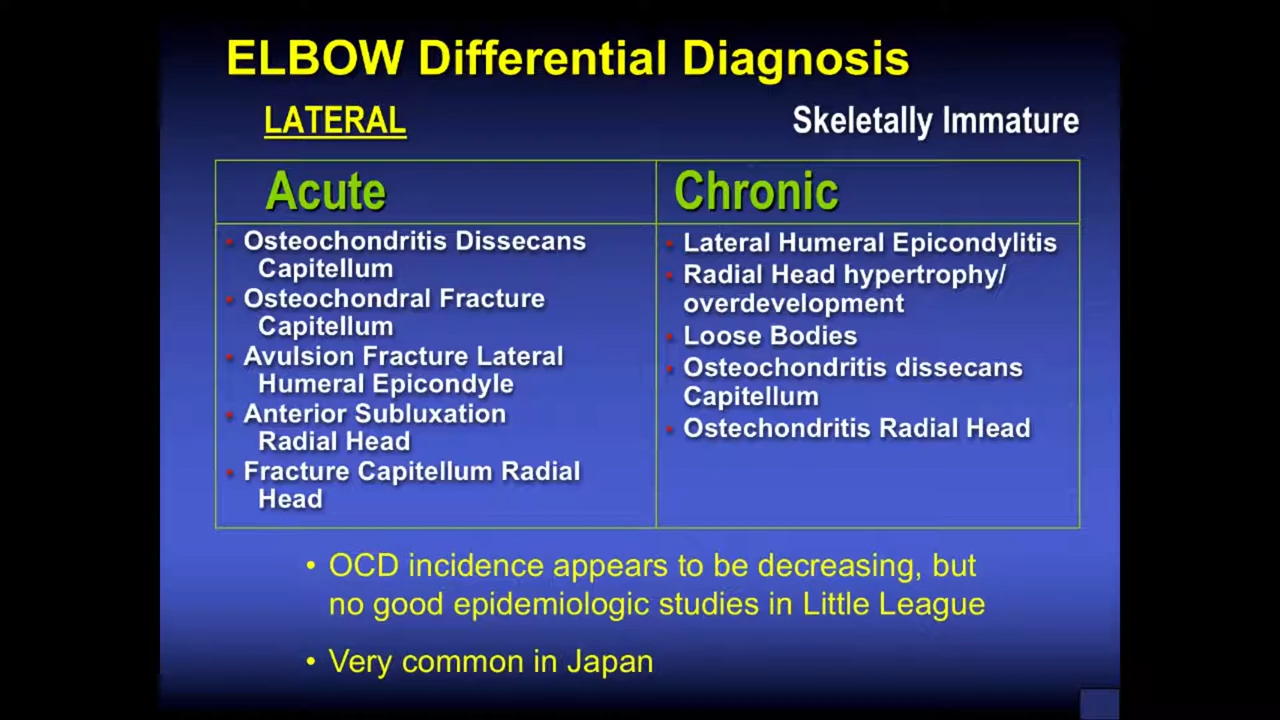 ELBOW Differential Diagnosis
LATERAL
Skeletally Immature
Acute
Osteochondritis Dissecans
Capitellum
Osteochondral Fracture
Capitellum
Avulsion Fracture Lateral
Humeral Epicondyle
Anterior Subluxation
Radial Head
Fracture Capitellum Radial
Head
Chronic
Lateral Humeral Epicondylitis
Radial Head hypertrophy/
overdevelopment
Loose Bodies
Osteochondritis dissecans
Capitellum
Ostechondritis Radial Head
• OCD incidence appears to be decreasing, but
no good epidemiologic studies in Little League
• Very common in Japan